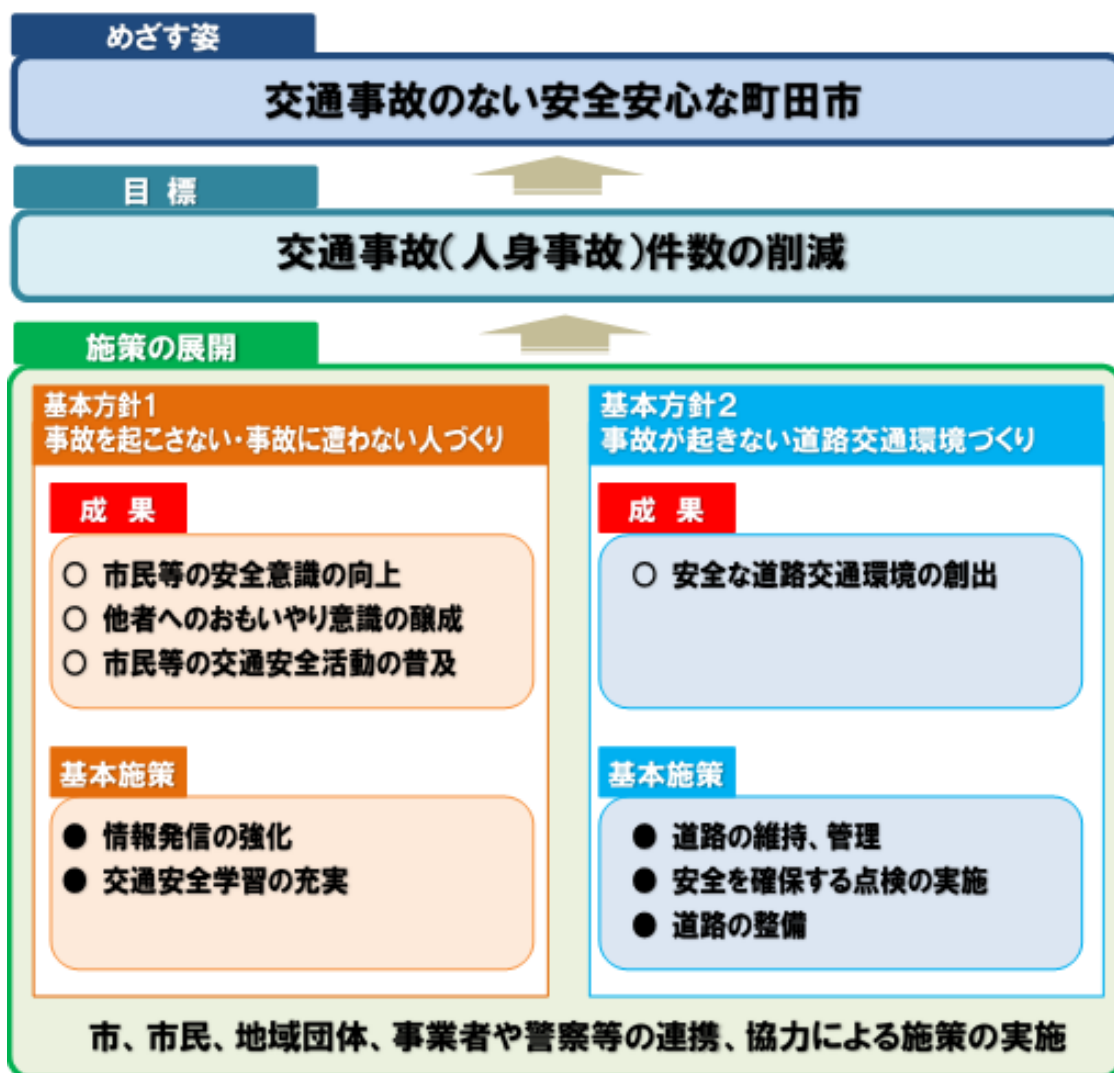 めざす姿
交通事故のない安全安心な町田市
目 標
交通事故(人身事故)件数の削減
施策の展開
基本方針1
事故を起こさない・事故に遭わない人づくり
成 果
○ 市民等の安全意識の向上
○ 他者へのおもいやり意識の醸成
○ 市民等の交通安全活動の普及
基本施策
● 情報発信の強化
● 交通安全学習の充実
基本方針2
事故が起きない道路交通環境づくり
成 果
○ 安全な道路交通環境の創出
基本施策
● 道路の維持、管理
● 安全を確保する点検の実施
● 道路の整備
市、市民、地域団体、事業者や警察等の連携、協力による施策の実施